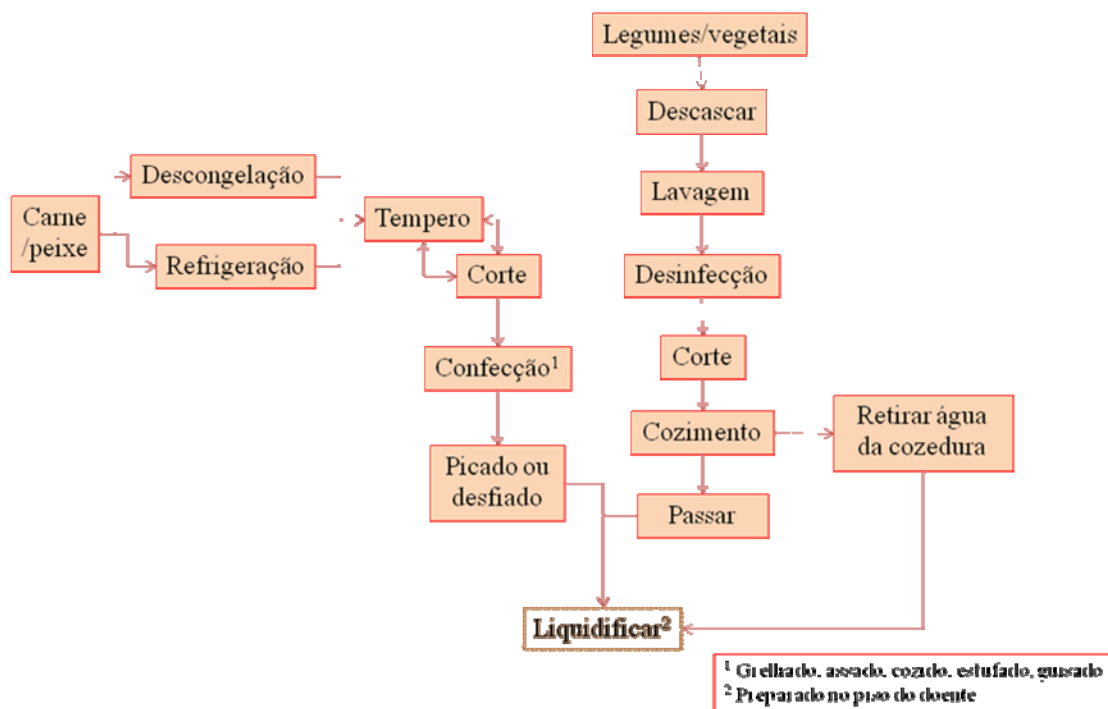 Legumes/vegetais
Descascar
Lavagem
Desinfecção
Corte
Cozimento
Retirar água
da cozedura
Passar
Carne
/peixe
Descongelação
Refrigeração
Tempero
Corte
Confecção¹
Picado ou
desfiado
Liquidificar²
¹ Grelhado, assado, cozido, estufado, guisado
² Preparado no piso do doente